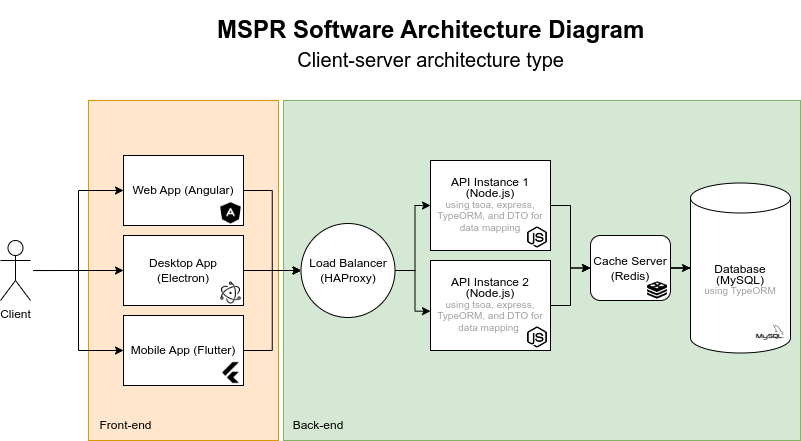 MSPR Software Architecture Diagram
Client-server architecture type
Client
Web App (Angular)
A
Desktop App
(Electron)
Mobile App (Flutter)
Front-end
Load Balancer
(HAProxy)
API Instance 1
(Node.js)
using tsoa, express,
TypeORM, and DTO for
data mapping
JS
API Instance 2
(Node.js)
using tsoa, express,
TypeORM, and DTO for
data mapping
JS
Cache Server
(Redis)
Database
(MySQL)
using TypeORM
MySQL
Back-end